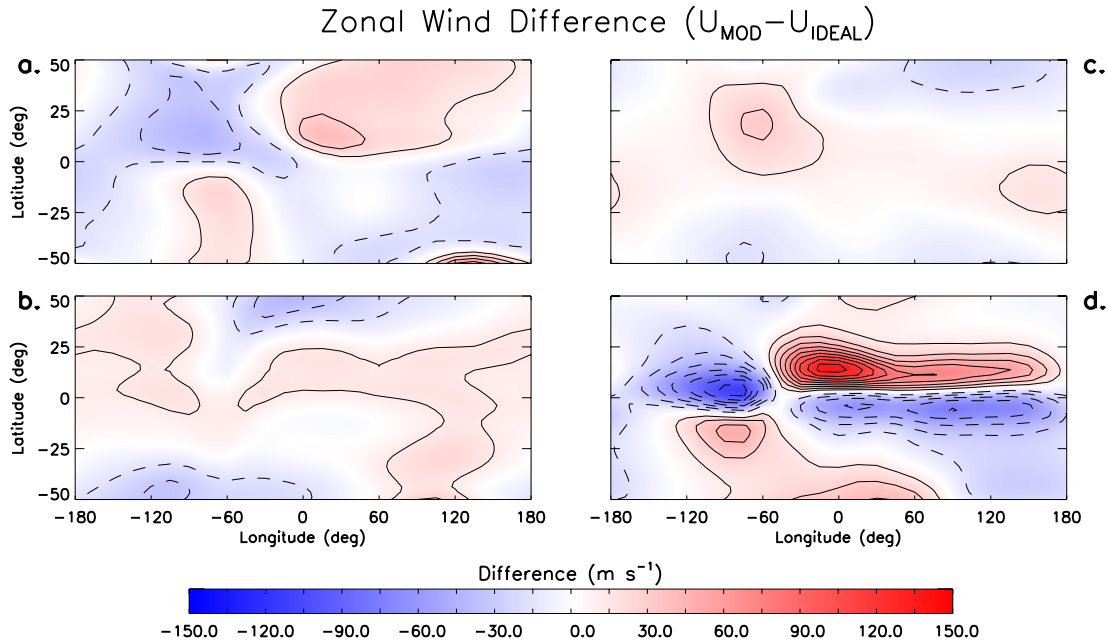 Zonal Wind Difference (U_MOD−U_IDEAL)
a.
50
25
0
−25
−50
Latitude (deg)
c.
b.
50
25
0
−25
−50
Latitude (deg)
−180 −120 −60 0 60 120 180
Longitude (deg)
d.
−180 −120 −60 0 60 120 180
Longitude (deg)
Difference (m s⁻¹)
−150.0 −120.0 −90.0 −60.0 −30.0 0.0 30.0 60.0 90.0 120.0 150.0